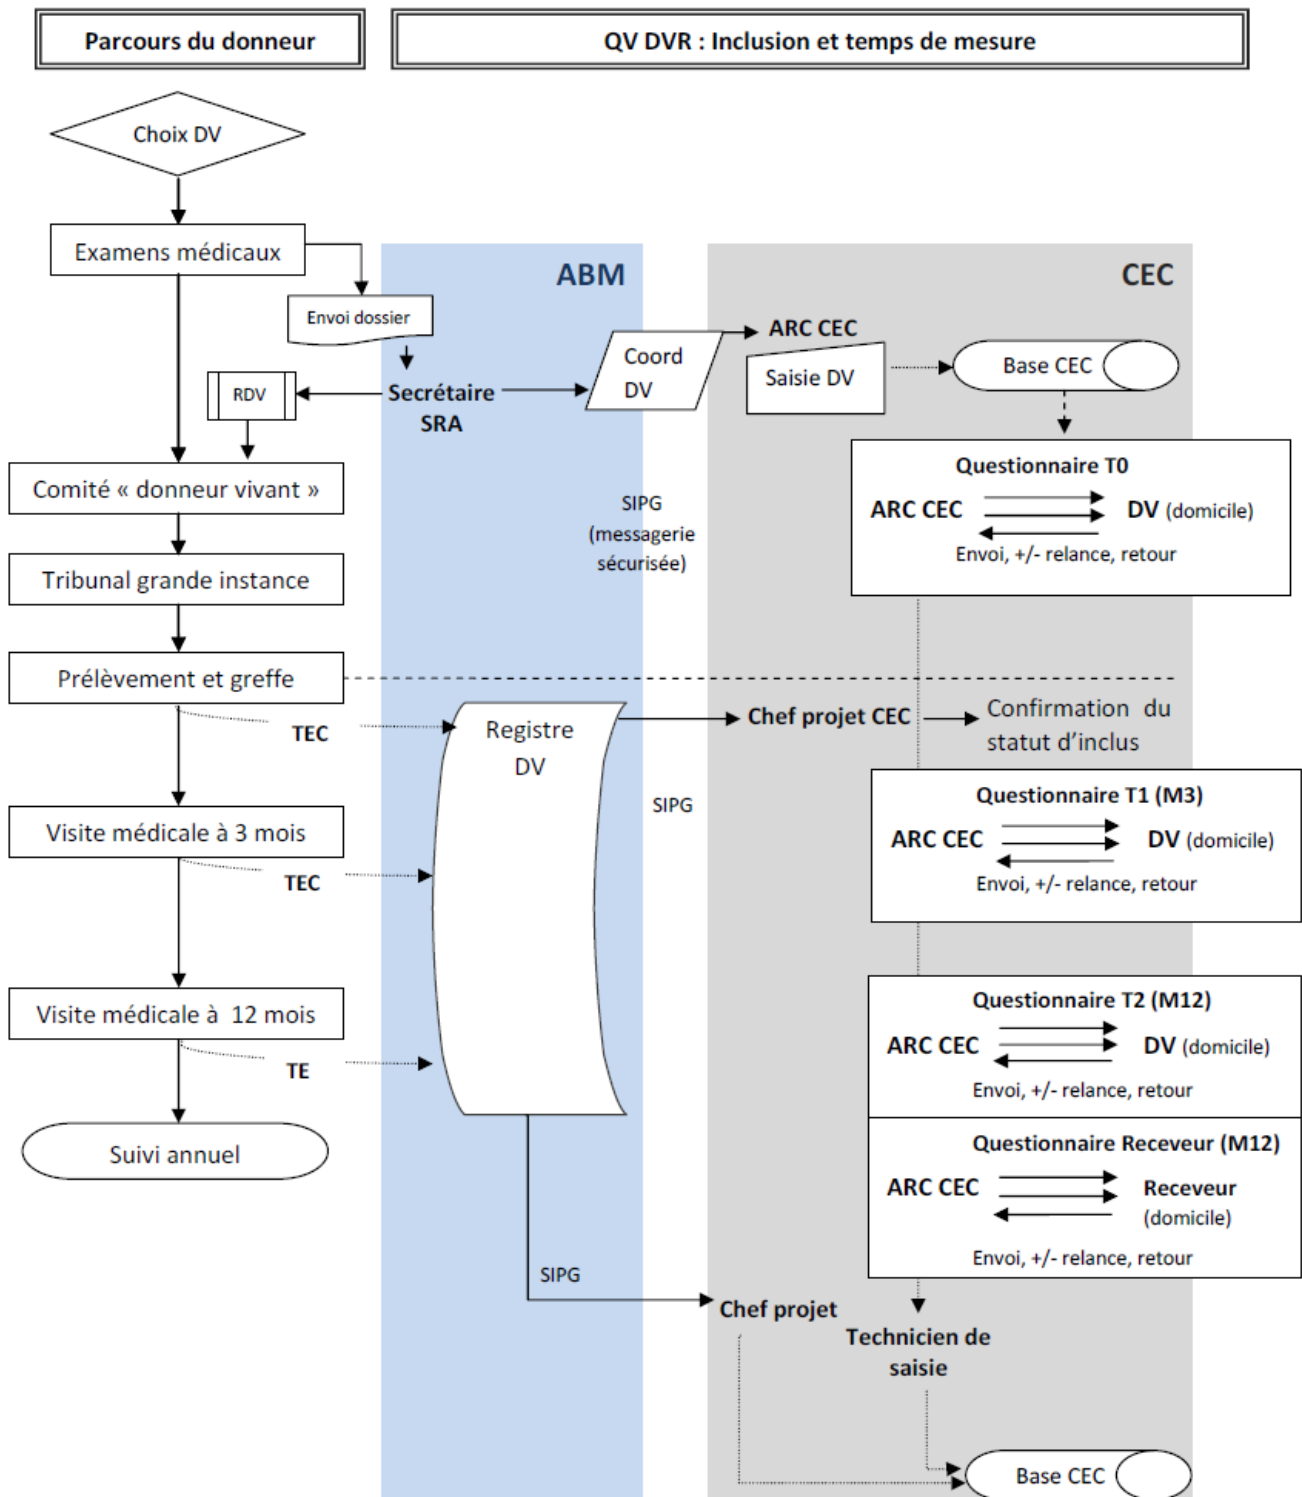 Parcours du donneur
QV DVR : Inclusion et temps de mesure
Choix DV
Examens médicaux
ABM
CEC
Envoi dossier
ARC CEC
Coord
DV
Saisie DV
Base CEC
RDV
Secrétaire
SRA
Questionnaire T0
ARC CEC
DV (domicile)
Envoi, +/- relance, retour
Comité « donneur vivant »
SIPG
(messagerie
sécurisée)
Tribunal grande instance
Prélèvement et greffe
TEC
Registre
DV
Chef projet CEC
Confirmation du
statut d’inclus
SIPG
Questionnaire T1 (M3)
ARC CEC
DV (domicile)
Envoi, +/- relance, retour
Visite médicale à 3 mois
TEC
Visite médicale à 12 mois
TE
Questionnaire T2 (M12)
ARC CEC
DV (domicile)
Envoi, +/- relance, retour
Suivi annuel
Questionnaire Receveur (M12)
ARC CEC
Receveur
(domicile)
Envoi, +/- relance, retour
SIPG
Chef projet
Technicien de
saisie
Base CEC